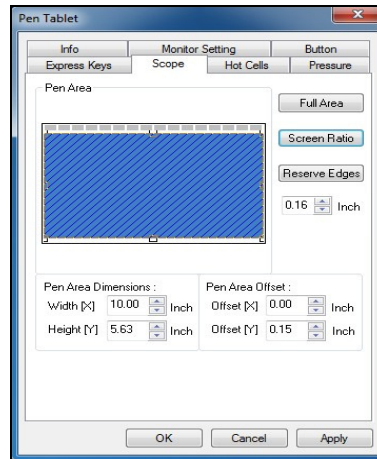 Pen Tablet
Info Monitor Setting Button
Express Keys Scope Hot Cells Pressure
Pen Area
Full Area
Screen Ratio
Reserve Edges
0.16 Inch
Pen Area Dimensions :
Width [X] 10.00 Inch
Height [Y] 5.63 Inch
Pen Area Offset :
Offset [X] 0.00 Inch
Offset [Y] 0.15 Inch
OK Cancel Apply